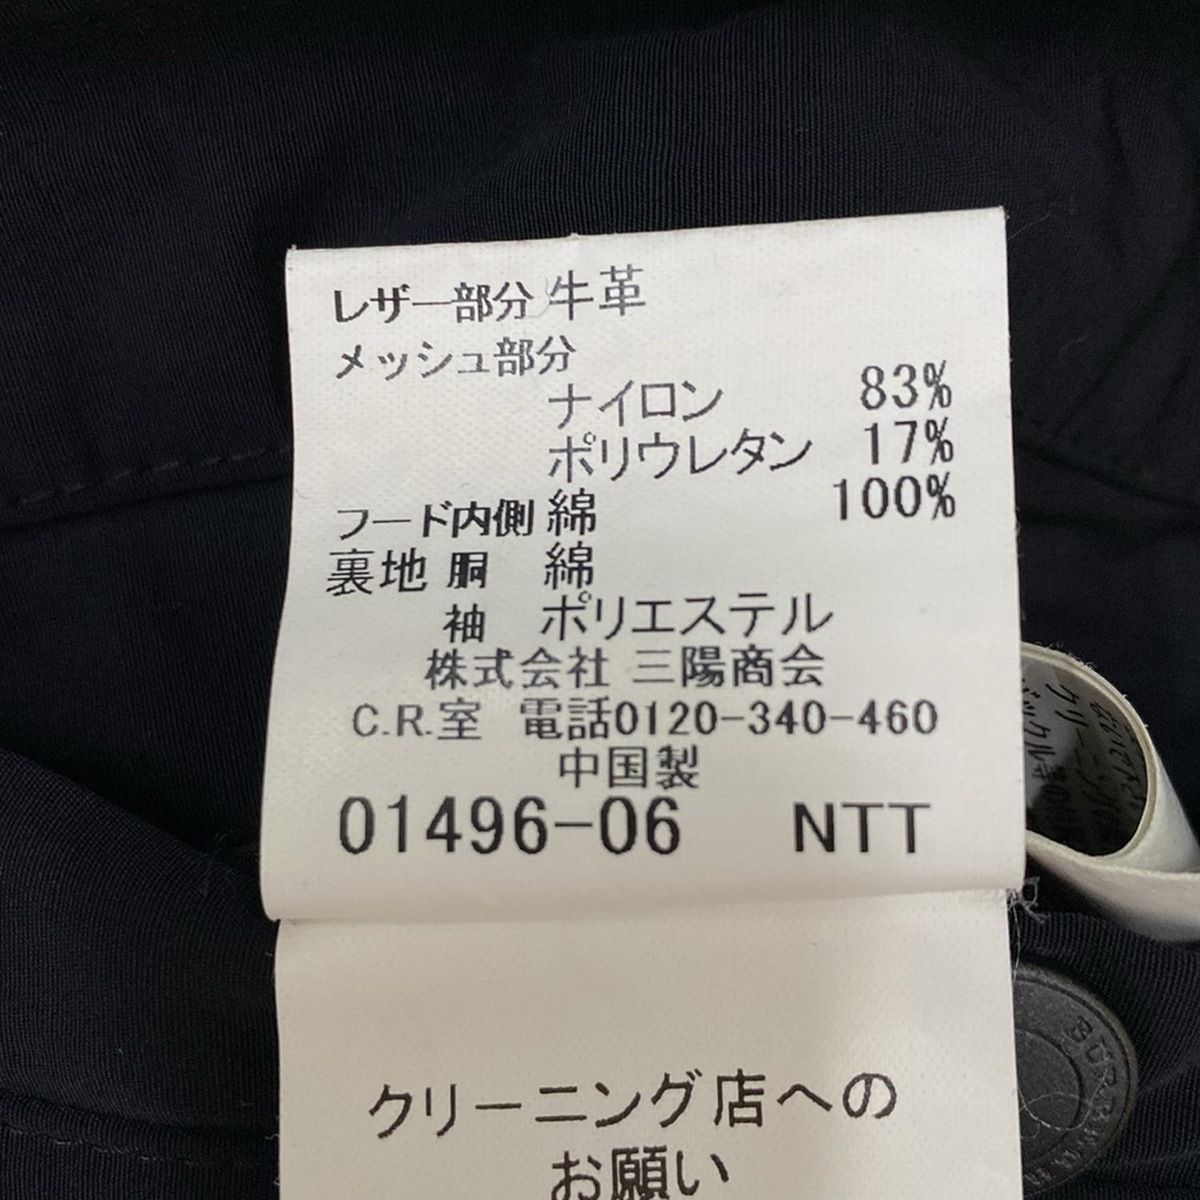 レザー部分 牛革
メッシュ部分
ナイロン 83%
ポリウレタン 17%
フード内側 綿 100%
裏地 胴 綿
袖 ポリエステル
株式会社 三陽商会
C.R.室 電話0120-340-460
中国製
01496-06 NTT
クリーニング店への
お願い